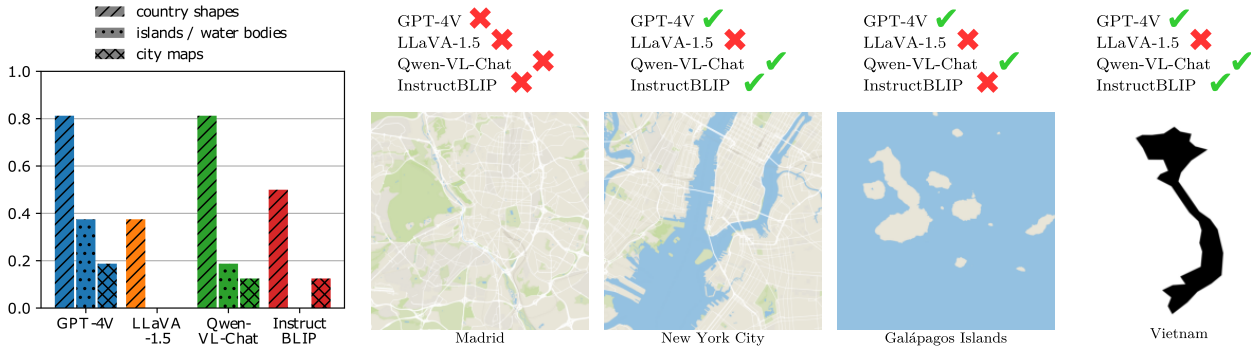 country shapes
islands / water bodies
city maps
1.0
0.8
0.6
0.4
0.2
0.0
GPT-4V
LLaVA
-1.5
Qwen-
VL-Chat
Instruct
BLIP
GPT-4V ✖
LLaVA-1.5 ✖
Qwen-VL-Chat ✖
InstructBLIP ✖
Madrid
GPT-4V ✔
LLaVA-1.5 ✖
Qwen-VL-Chat ✔
InstructBLIP ✔
New York City
GPT-4V ✔
LLaVA-1.5 ✖
Qwen-VL-Chat ✔
InstructBLIP ✖
Galápagos Islands
GPT-4V ✔
LLaVA-1.5 ✖
Qwen-VL-Chat ✔
InstructBLIP ✔
Vietnam